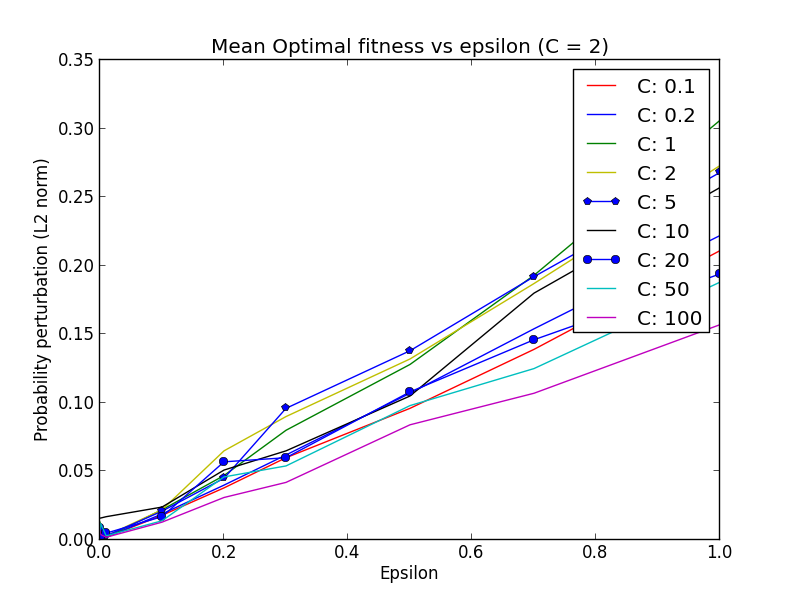 Mean Optimal fitness vs epsilon (C = 2)
0.35
0.30
0.25
0.20
0.15
0.10
0.05
0.00
Probability perturbation (L2 norm)
C: 0.1
C: 0.2
C: 1
C: 2
C: 5
C: 10
C: 20
C: 50
C: 100
0.0 0.2 0.4 0.6 0.8 1.0
Epsilon